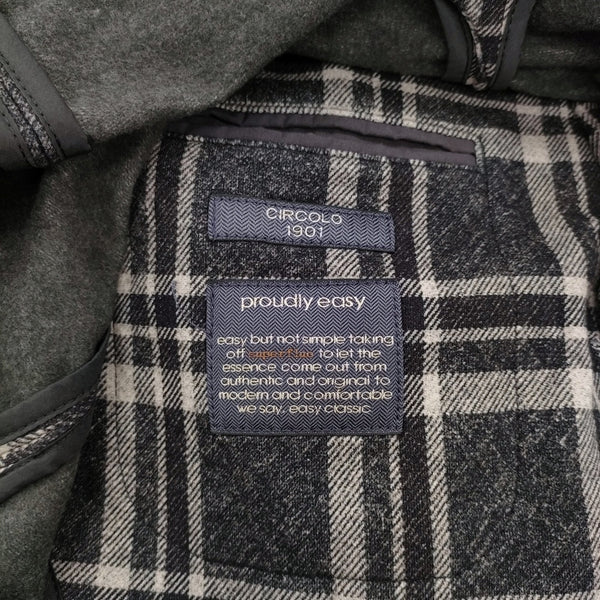 CIRCOLO
1901
proudly easy
easy but not simple taking
off superfluo to let the
essence come out from
authentic and original to
modern and comfortable
we say, easy classic